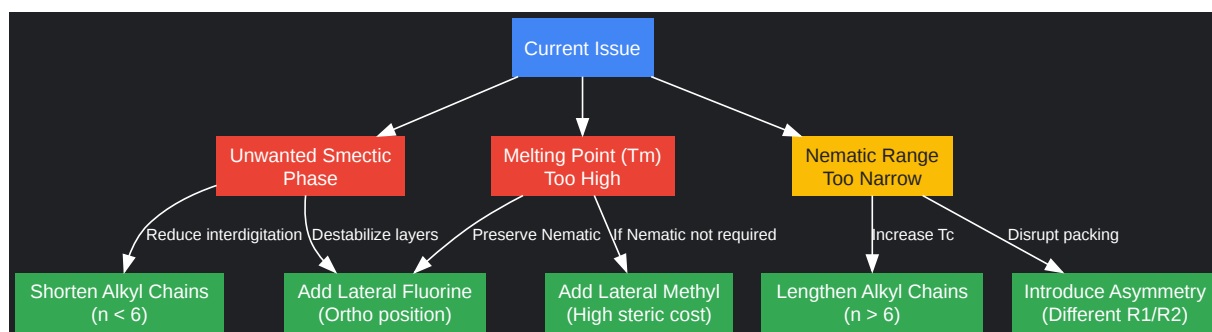 Current Issue
Unwanted Smectic
Phase
Melting Point (Tm)
Too High
Nematic Range
Too Narrow
Reduce interdigitation
Destabilize layers
Preserve Nematic
If Nematic not required
Increase Tc
Disrupt packing
Shorten Alkyl Chains
(n < 6)
Add Lateral Fluorine
(Ortho position)
Add Lateral Methyl
(High steric cost)
Lengthen Alkyl Chains
(n > 6)
Introduce Asymmetry
(Different R1/R2)